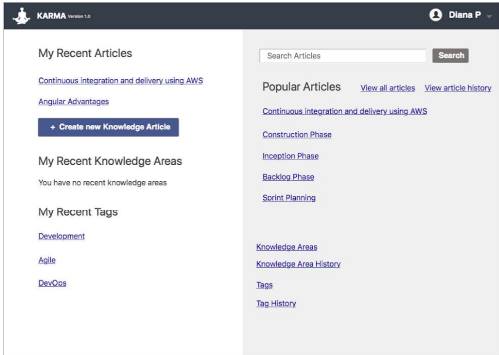 KARMA Version 1.0
Diana P
My Recent Articles
Continuous integration and delivery using AWS
Angular Advantages
+ Create new Knowledge Article
My Recent Knowledge Areas
You have no recent knowledge areas
My Recent Tags
Development
Agile
DevOps
Search Articles
Search
Popular Articles View all articles View article history
Continuous integration and delivery using AWS
Construction Phase
Inception Phase
Backlog Phase
Sprint Planning
Knowledge Areas
Knowledge Area History
Tags
Tag History